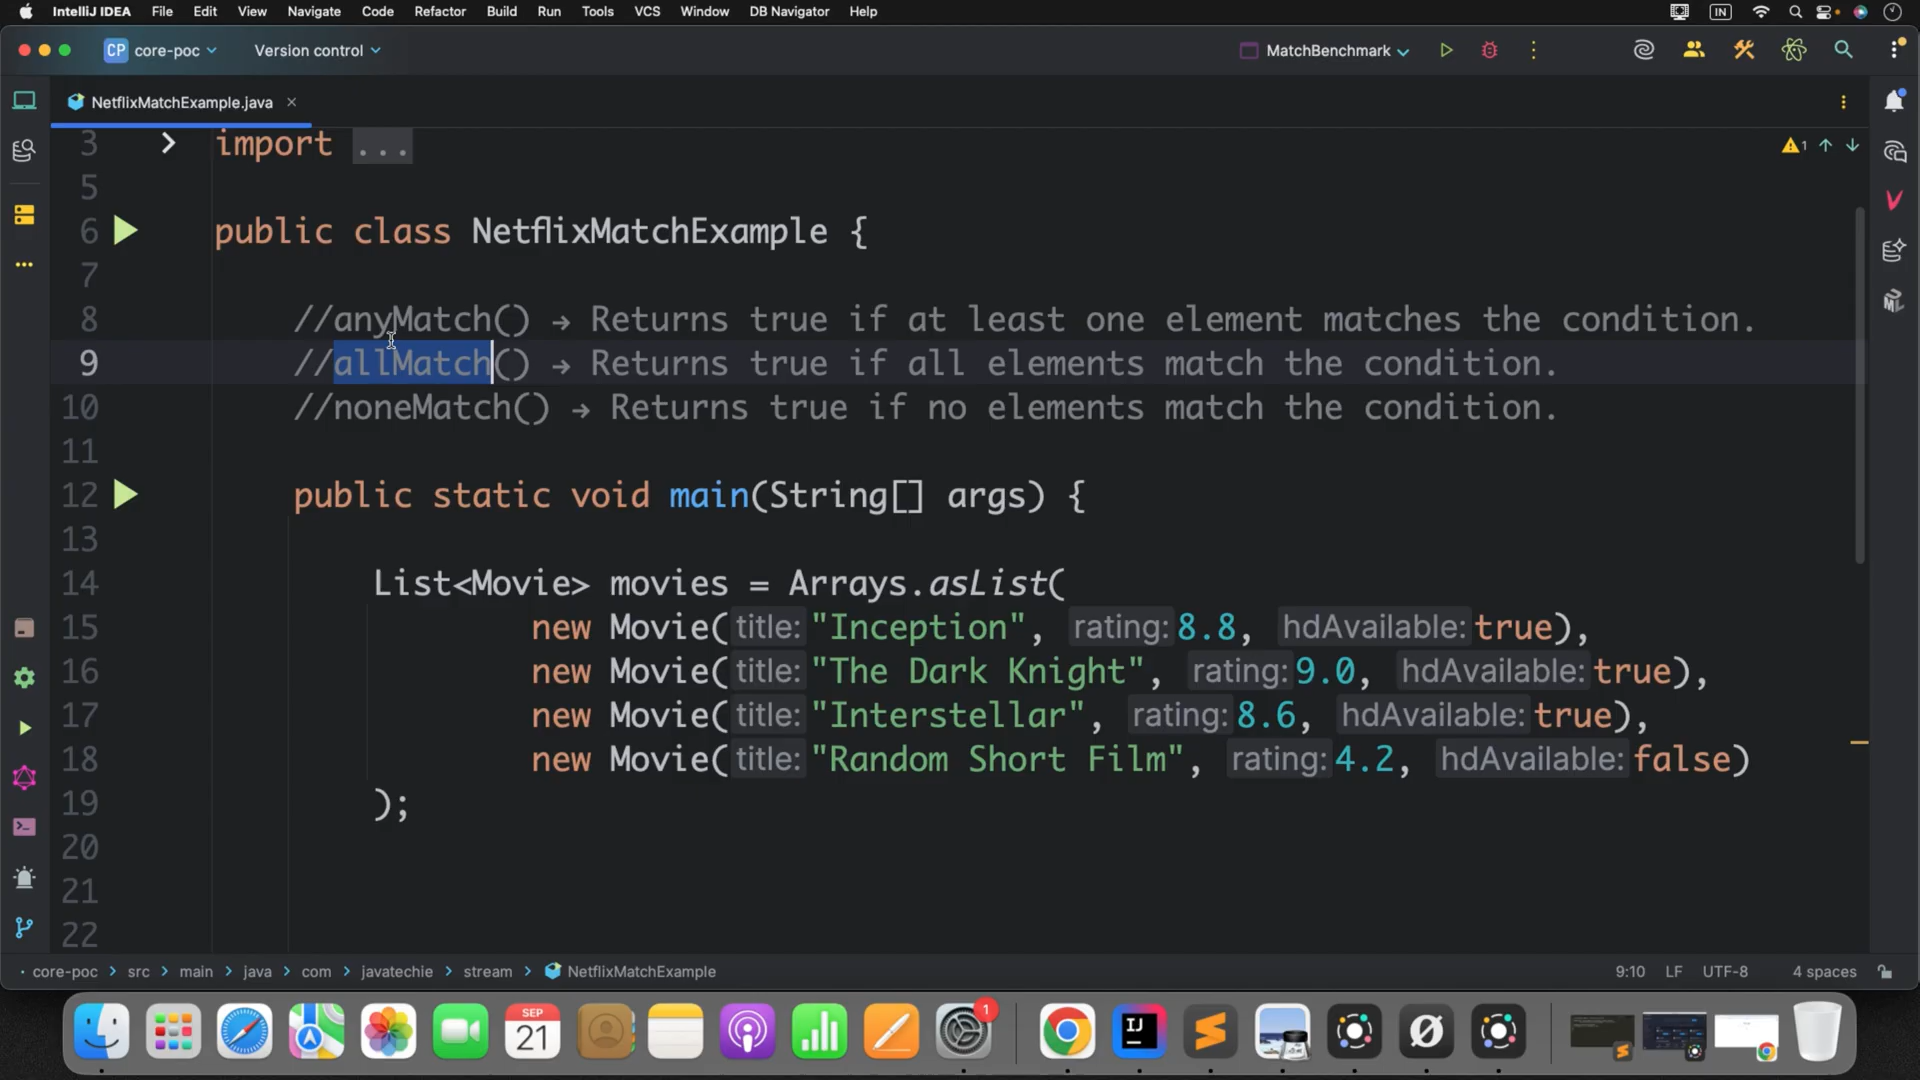 IntelliJ IDEA File Edit View Navigate Code Refactor Build Run Tools VCS Window DB Navigator Help IN
CP core-poc Version control MatchBenchmark
NetflixMatchExample.java
3 import ...
1
5
6 public class NetflixMatchExample {
7
8 //anyMatch() → Returns true if at least one element matches the condition.
9 //allMatch() → Returns true if all elements match the condition.
10 //noneMatch() → Returns true if no elements match the condition.
11
12 public static void main(String[] args) {
13
14 List<Movie> movies = Arrays.asList(
15 new Movie( title: "Inception", rating: 8.8, hdAvailable: true),
16 new Movie( title: "The Dark Knight", rating: 9.0, hdAvailable: true),
17 new Movie( title: "Interstellar", rating: 8.6, hdAvailable: true),
18 new Movie( title: "Random Short Film", rating: 4.2, hdAvailable: false)
19 );
20
21
22
core-poc > src > main > java > com > javatechie > stream > NetflixMatchExample 9:10 LF UTF-8 4 spaces
SEP
21
1
IJ